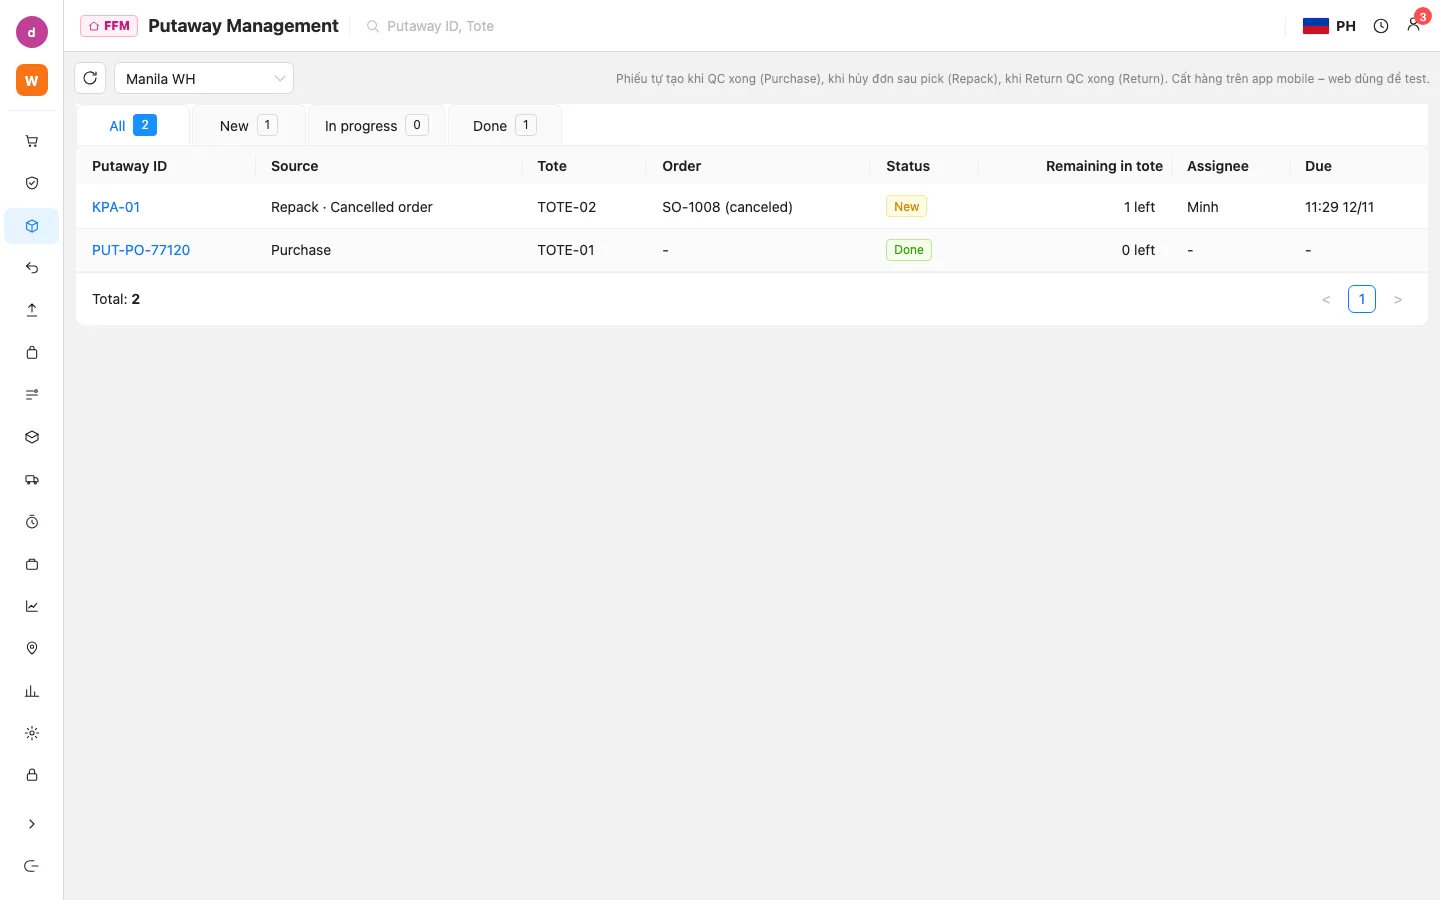 d
FFM
Putaway Management
Putaway ID, Tote
PH
3
W
Manila WH
Phiếu tự tạo khi QC xong (Purchase), khi hủy đơn sau pick (Repack), khi Return QC xong (Return). Cất hàng trên app mobile – web dùng để test.
All 2
New 1
In progress 0
Done 1
Putaway ID Source Tote Order Status Remaining in tote Assignee Due
KPA-01 Repack · Cancelled order TOTE-02 SO-1008 (canceled) New 1 left Minh 11:29 12/11
PUT-PO-77120 Purchase TOTE-01 - Done 0 left - -
Total: 2
< 1 >